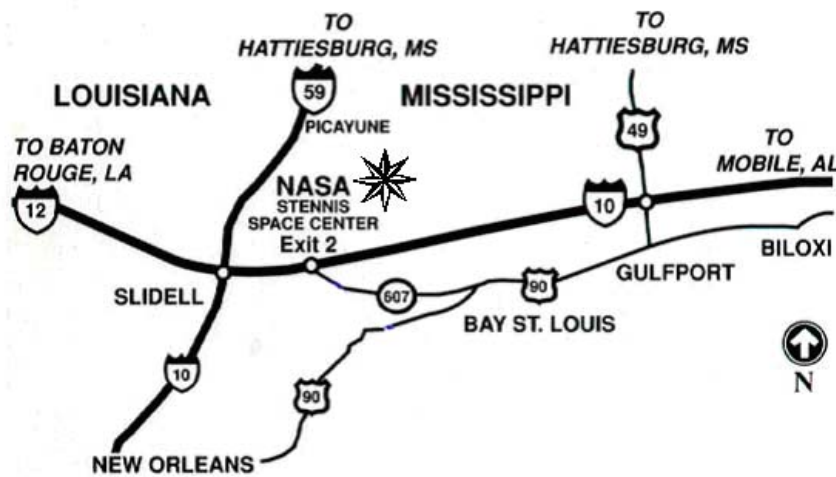 TO
HATTIESBURG, MS
TO
HATTIESBURG, MS
59
LOUISIANA
MISSISSIPPI
PICAYUNE
49
TO BATON
ROUGE, LA
TO
MOBILE, AL
12
NASA
STENNIS
SPACE CENTER
Exit 2
10
SLIDELL
607
90
GULFPORT
BILOXI
BAY ST. LOUIS
10
90
N
NEW ORLEANS